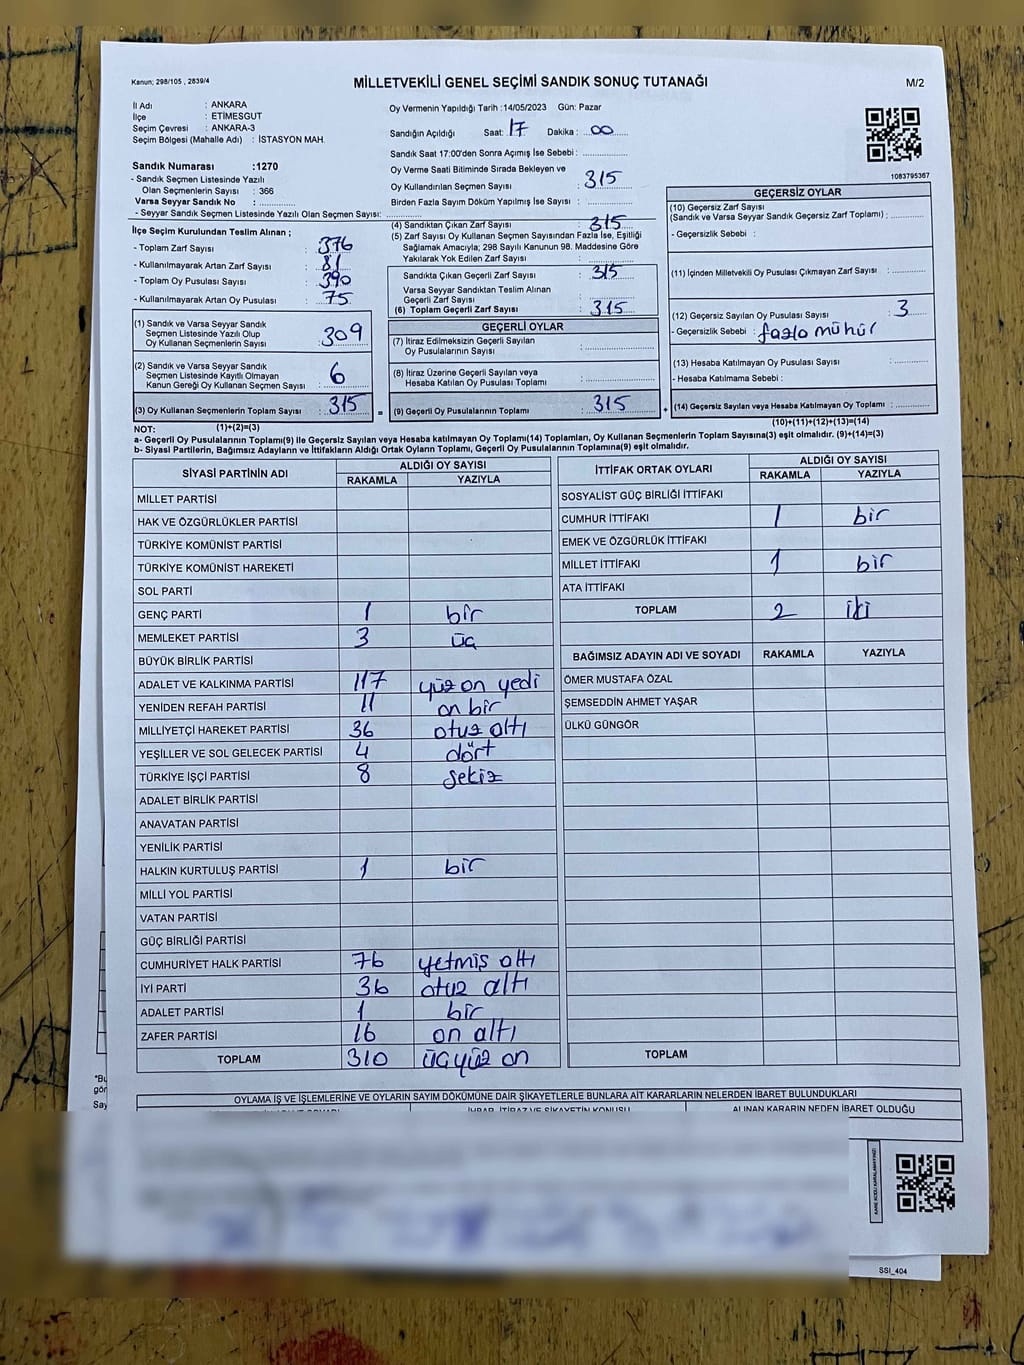 Kanun; 298/105 , 2839/4
MİLLETVEKİLİ GENEL SEÇİMİ SANDIK SONUÇ TUTANAĞI
M/2
İl Adı : ANKARA
İlçe : ETİMESGUT
Seçim Çevresi : ANKARA-3
Seçim Bölgesi (Mahalle Adı) : İSTASYON MAH.
Sandık Numarası :1270
- Sandık Seçmen Listesinde Yazılı
Olan Seçmenlerin Sayısı : 366
Varsa Seyyar Sandık No :
- Seyyar Sandık Seçmen Listesinde Yazılı Olan Seçmen Sayısı:
Oy Vermenin Yapıldığı Tarih :14/05/2023 Gün: Pazar
Sandığın Açıldığı Saat: 17 Dakika : 00
Sandık Saat 17:00'den Sonra Açımış İse Sebebi :
Oy Verme Saati Bitiminde Sırada Bekleyen ve
Oy Kullandırılan Seçmen Sayısı : 315
Birden Fazla Sayım Döküm Yapılmış İse Sayısı :
1083795367
İlçe Seçim Kurulundan Teslim Alınan ;
- Toplam Zarf Sayısı : 376
- Kullanılmayarak Artan Zarf Sayısı : 81
- Toplam Oy Pusulası Sayısı : 390
- Kullanılmayarak Artan Oy Pusulası : 75
(1) Sandık ve Varsa Seyyar Sandık
Seçmen Listesinde Yazılı Olup
Oy Kullanan Seçmenlerin Sayısı : 309
(2) Sandık ve Varsa Seyyar Sandık
Seçmen Listesinde Kayıtlı Olmayan
Kanun Gereği Oy Kullanan Seçmen Sayısı : 6
(3) Oy Kullanan Seçmenlerin Toplam Sayısı : 315 =
(1)+(2)=(3)
(4) Sandıktan Çıkan Zarf Sayısı : 315
(5) Zarf Sayısı Oy Kullanan Seçmen Sayısından Fazla İse, Eşitliği
Sağlamak Amacıyla; 298 Sayılı Kanunun 98. Maddesine Göre
Yakılarak Yok Edilen Zarf Sayısı :
Sandıkta Çıkan Geçerli Zarf Sayısı : 315
Varsa Seyyar Sandıktan Teslim Alınan
Geçerli Zarf Sayısı :
(6) Toplam Geçerli Zarf Sayısı : 315
GEÇERLİ OYLAR
(7) İtiraz Edilmeksizin Geçerli Sayılan
Oy Pusulalarının Sayısı :
(8) İtiraz Üzerine Geçerli Sayılan veya
Hesaba Katılan Oy Pusulası Toplamı :
(9) Geçerli Oy Pusulalarının Toplamı : 315 +
GEÇERSİZ OYLAR
(10) Geçersiz Zarf Sayısı
(Sandık ve Varsa Seyyar Sandık Geçersiz Zarf Toplamı) :
- Geçersizlik Sebebi :
(11) İçinden Milletvekili Oy Pusulası Çıkmayan Zarf Sayısı :
(12) Geçersiz Sayılan Oy Pusulası Sayısı : 3
- Geçersizlik Sebebi : fazla mühür
(13) Hesaba Katılmayan Oy Pusulası Sayısı :
- Hesaba Katılmama Sebebi :
(14) Geçersiz Sayılan veya Hesaba Katılmayan Oy Toplamı :
(10)+(11)+(12)+(13)=(14)
NOT:
a- Geçerli Oy Pusulalarının Toplamı(9) ile Geçersiz Sayılan veya Hesaba katılmayan Oy Toplamı(14) Toplamları, Oy Kullanan Seçmenlerin Toplam Sayısına(3) eşit olmalıdır. (9)+(14)=(3)
b- Siyasi Partilerin, Bağımsız Adayların ve İttifakların Aldığı Oyların Toplamı, Geçerli Oy Pusulalarının Toplamına(9) eşit olmalıdır.
SİYASİ PARTİNİN ADI
ALDIĞI OY SAYISI
RAKAMLA YAZIYLA
MİLLET PARTİSİ
HAK VE ÖZGÜRLÜKLER PARTİSİ
TÜRKİYE KOMÜNİST PARTİSİ
TÜRKİYE KOMÜNİST HAREKETİ
SOL PARTİ
GENÇ PARTİ 1 bir
MEMLEKET PARTİSİ 3 üç
BÜYÜK BİRLİK PARTİSİ
ADALET VE KALKINMA PARTİSİ 117 yüz on yedi
YENİDEN REFAH PARTİSİ 11 on bir
MİLLİYETÇİ HAREKET PARTİSİ 36 otuz altı
YEŞİLLER VE SOL GELECEK PARTİSİ 4 dört
TÜRKİYE İŞÇİ PARTİSİ 8 sekiz
ADALET BİRLİK PARTİSİ
ANAVATAN PARTİSİ
YENİLİK PARTİSİ
HALKIN KURTULUŞ PARTİSİ 1 bir
MİLLİ YOL PARTİSİ
VATAN PARTİSİ
GÜÇ BİRLİĞİ PARTİSİ
CUMHURİYET HALK PARTİSİ 76 yetmiş altı
İYİ PARTİ 36 otuz altı
ADALET PARTİSİ 1 bir
ZAFER PARTİSİ 16 on altı
TOPLAM 310 üçyüz on
İTTİFAK ORTAK OYLARI
ALDIĞI OY SAYISI
RAKAMLA YAZIYLA
SOSYALİST GÜÇ BİRLİĞİ İTTİFAKI
CUMHUR İTTİFAKI 1 bir
EMEK VE ÖZGÜRLÜK İTTİFAKI
MİLLET İTTİFAKI 1 bir
ATA İTTİFAKI
TOPLAM 2 iki
BAĞIMSIZ ADAYIN ADI VE SOYADI RAKAMLA YAZIYLA
ÖMER MUSTAFA ÖZAL
ŞEMSEDDİN AHMET YAŞAR
ÜLKÜ GÜNGÖR
TOPLAM
OYLAMA İŞ VE İŞLEMLERİNE VE OYLARIN SAYIM DÖKÜMÜNE DAİR ŞİKAYETLERLE BUNLARA AİT KARARLARIN NELERDEN İBARET BULUNDUKLARI
İHBAR, İTİRAZ VE ŞİKAYETİN KONUSU
ALINAN KARARIN NEDEN İBARET OLDUĞU
*Bu
gör
Say
SSİ_404